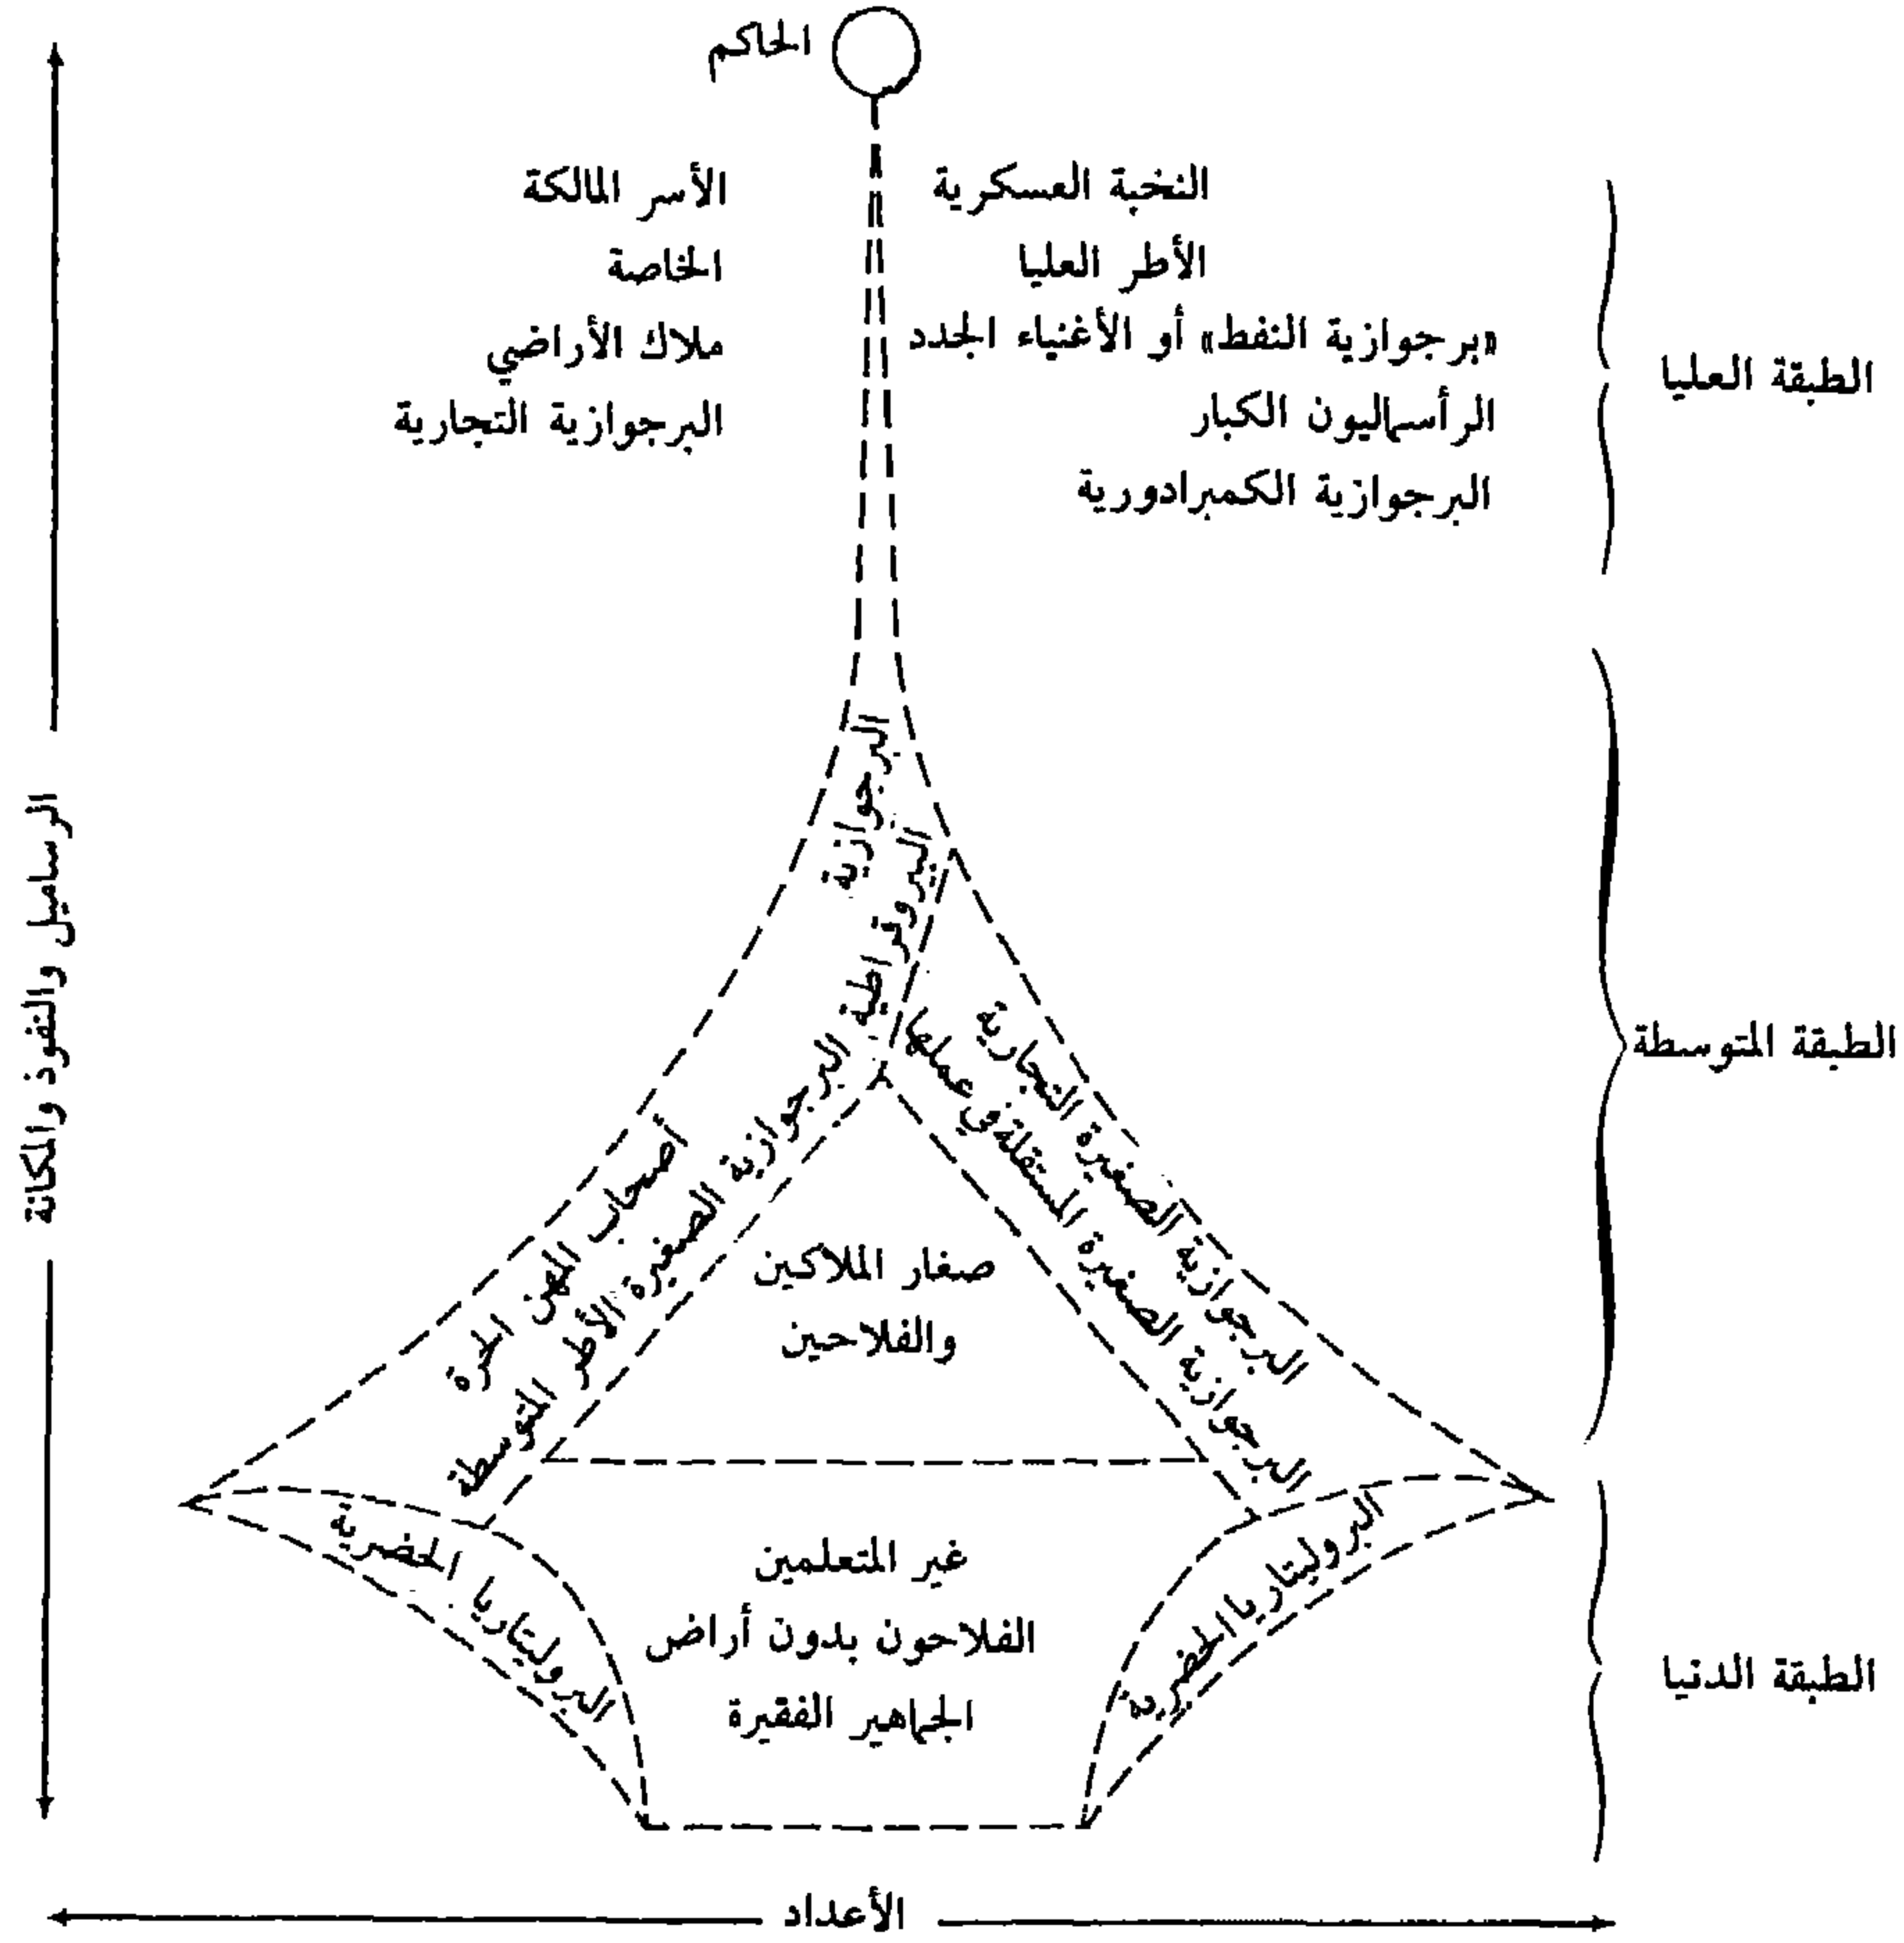 الحاكم
النخبة العسكرية
الأطر العليا
«برجوازية النفط» أو الأغنياء الجدد
الرأسماليون الكبار
البرجوازية الكمبرادورية
الأسر المالكة
الخاصة
ملاك الأراضي
البرجوازية التجارية
الطبقة العليا
الطبقة المتوسطة
الطبقة الدنيا
البرجوازية
البيروقراطية
البرجوازية الصغيرة التجارية
البرجوازية الصغيرة المستقلة في عملها
أصحاب المهن الحرة
البرجوازية الصغيرة الأطر المتوسطة
صغار الملاكين
والفلاحين
البروليتاريا الحضرية
البروليتاريا الحضرية
غير المتعلمين
الفلاحون بدون أراض
الجماهير الفقيرة
الرساميل والنفوذ والمكانة
الأعداد